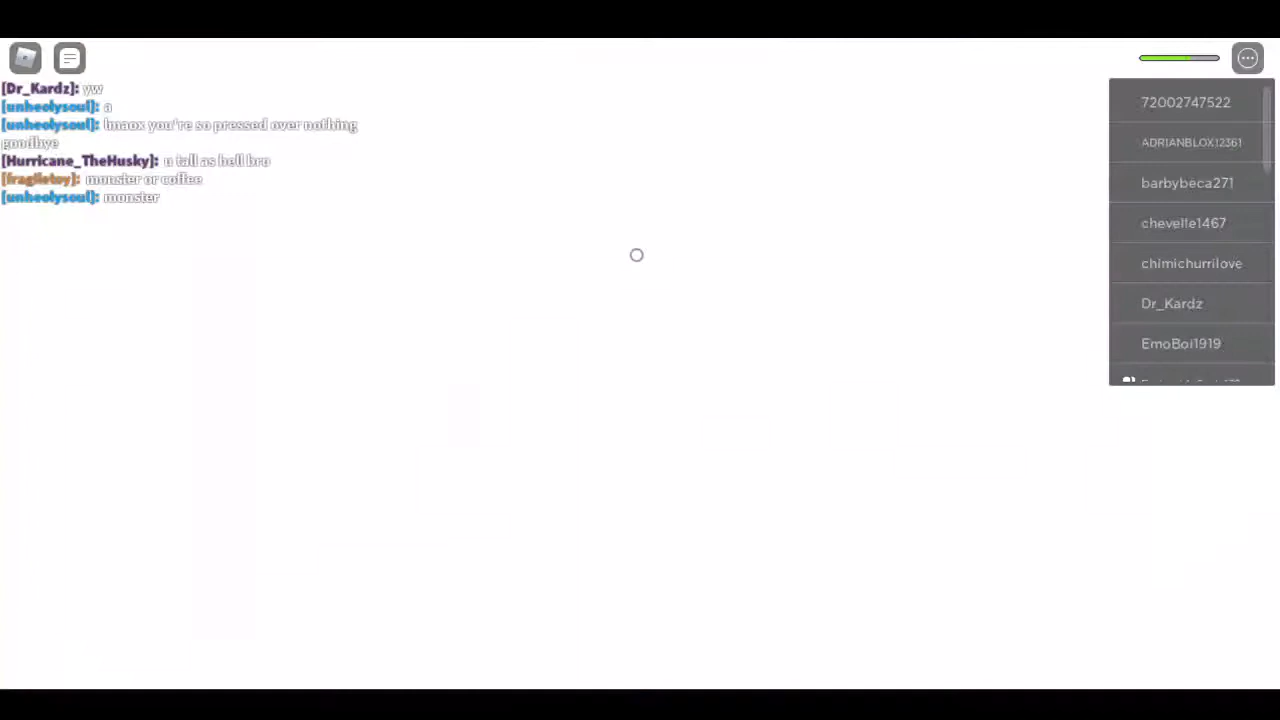 [Dr_Kardz]: yw
[unheolysoul]: a
[unheolysoul]: lmaox you're so pressed over nothing
goodbye
[Hurricane_TheHusky]: u tall as hell bro
[fraglietoy]: monster or coffee
[unheolysoul]: monster
72002747522
ADRIANBLOX12361
barbybeca271
chevelle1467
chimichurrilove
Dr_Kardz
EmoBoi1919